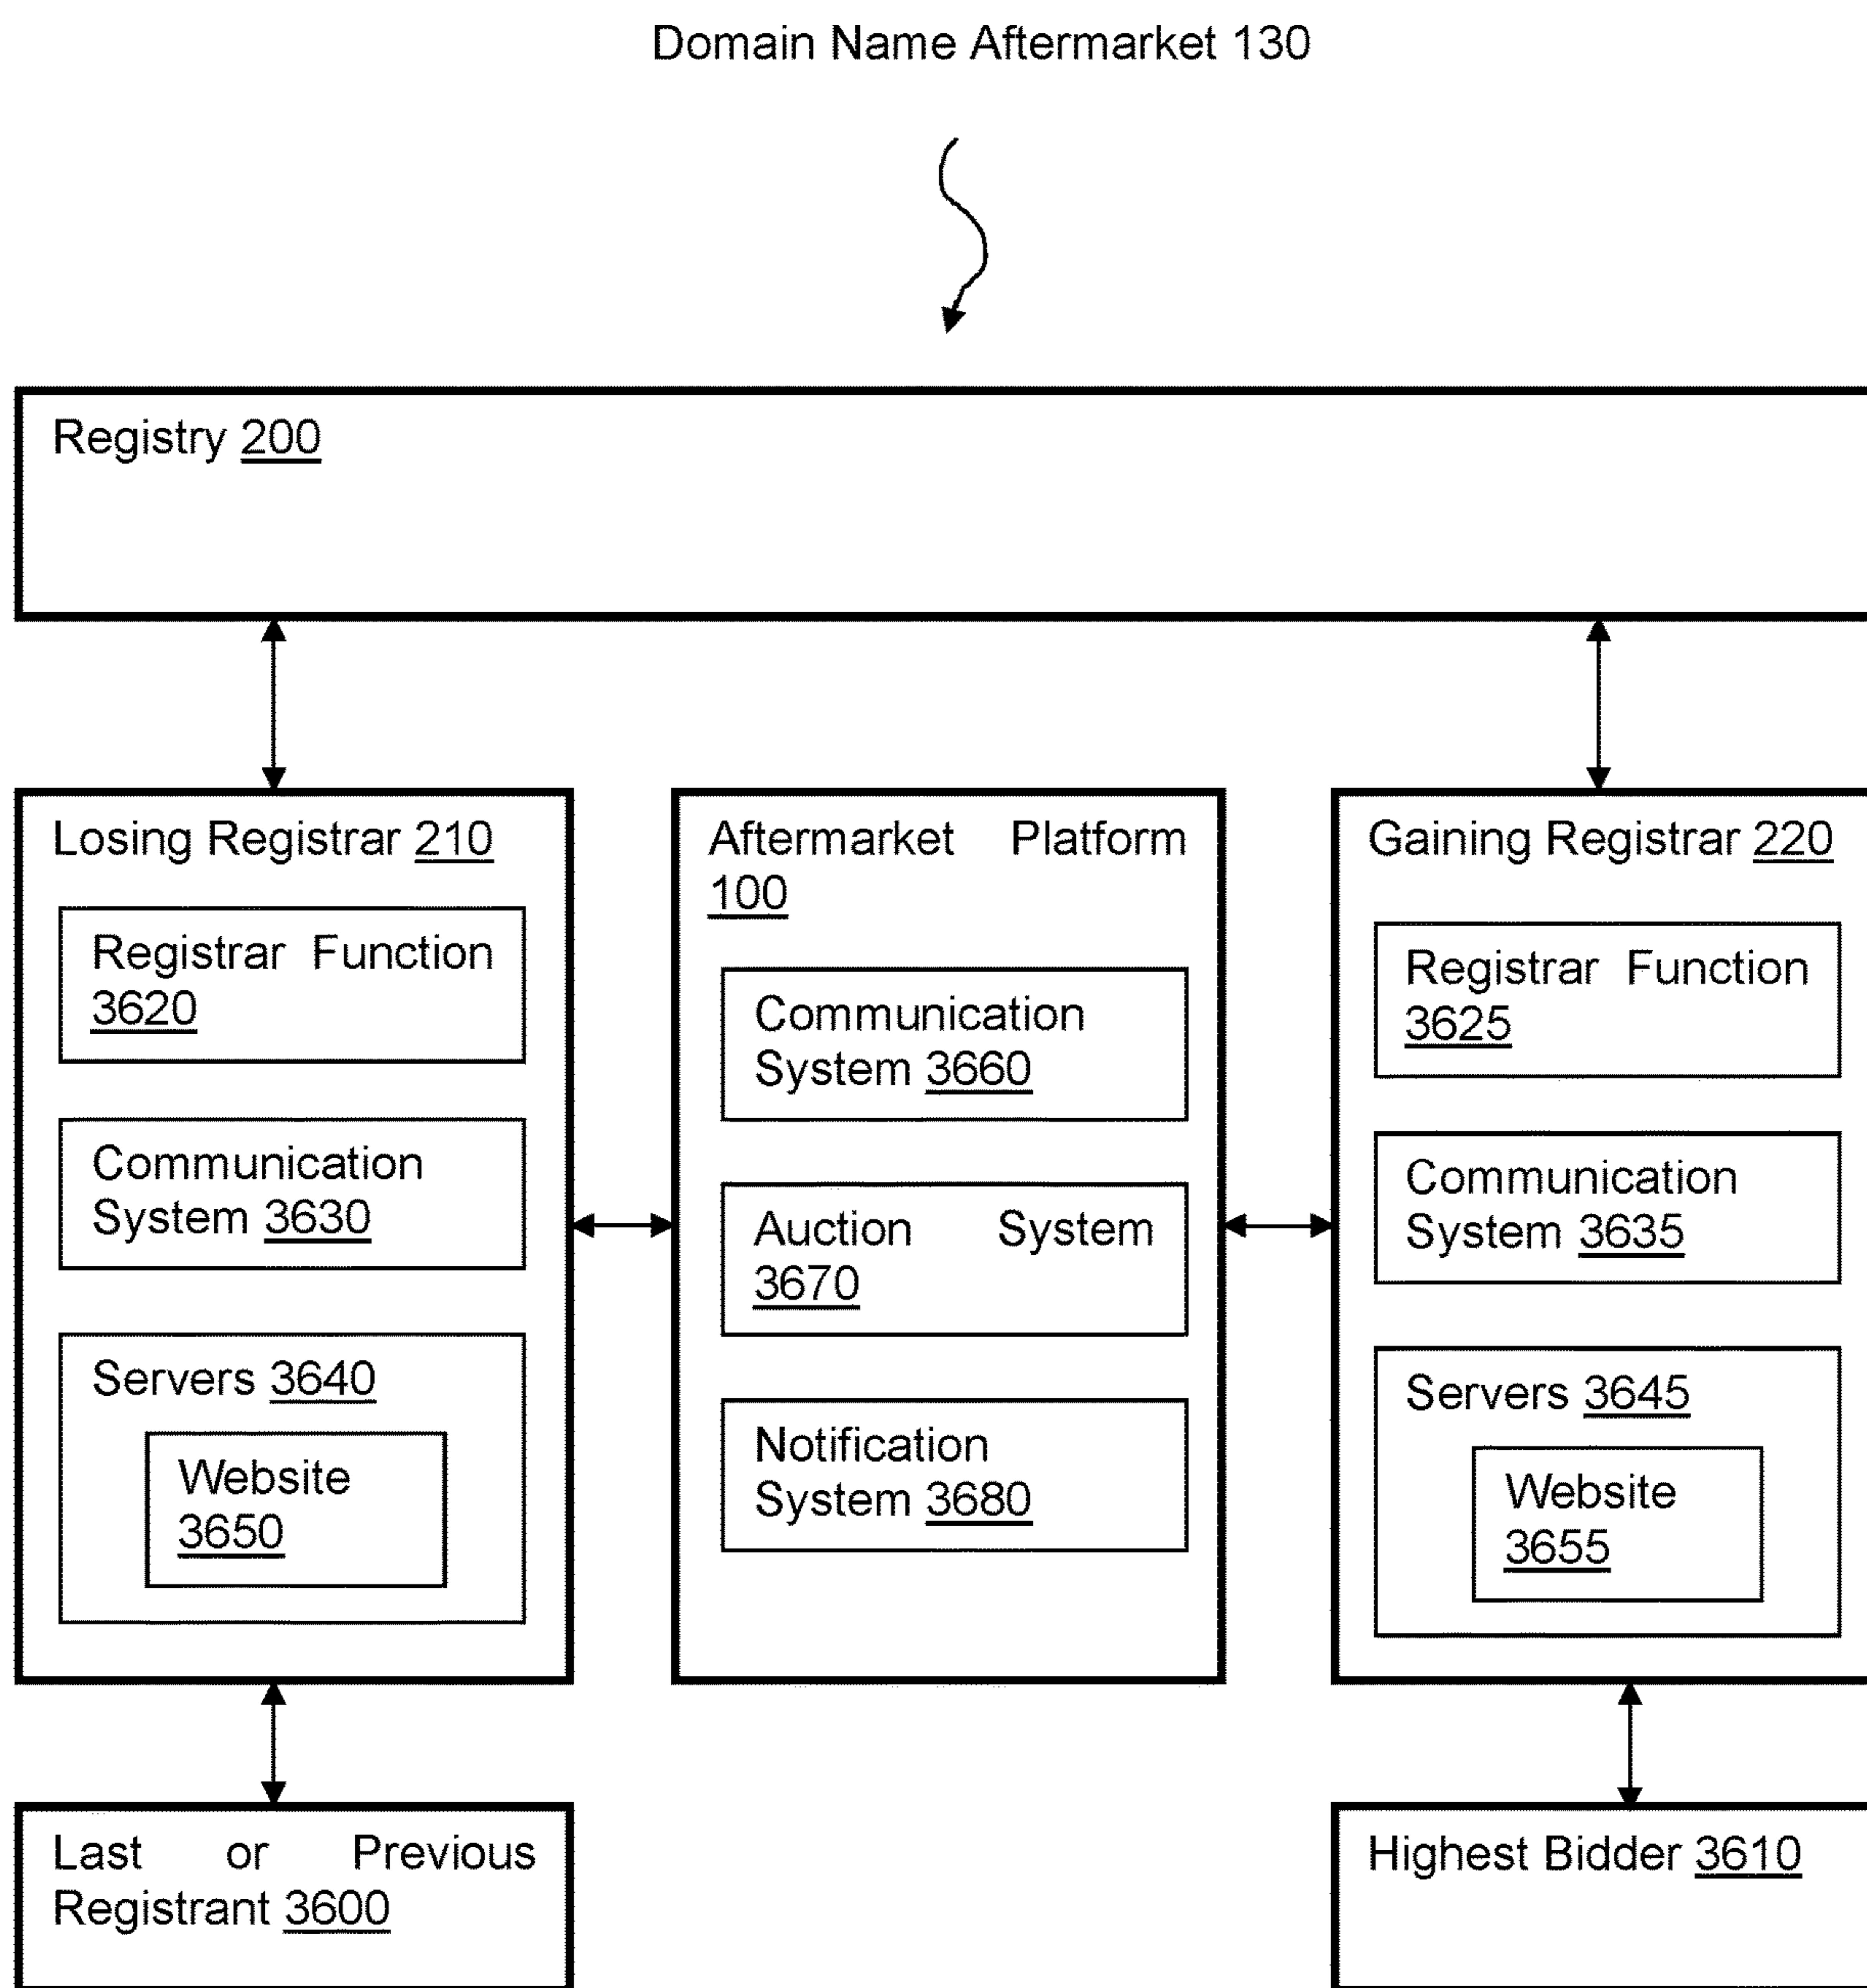 Domain Name Aftermarket 130
Registry 200
Losing Registrar 210
Registrar Function
3620
Communication
System 3630
Servers 3640
Website
3650
Aftermarket Platform
100
Communication
System 3660
Auction System
3670
Notification
System 3680
Gaining Registrar 220
Registrar Function
3625
Communication
System 3635
Servers 3645
Website
3655
Last or Previous
Registrant 3600
Highest Bidder 3610